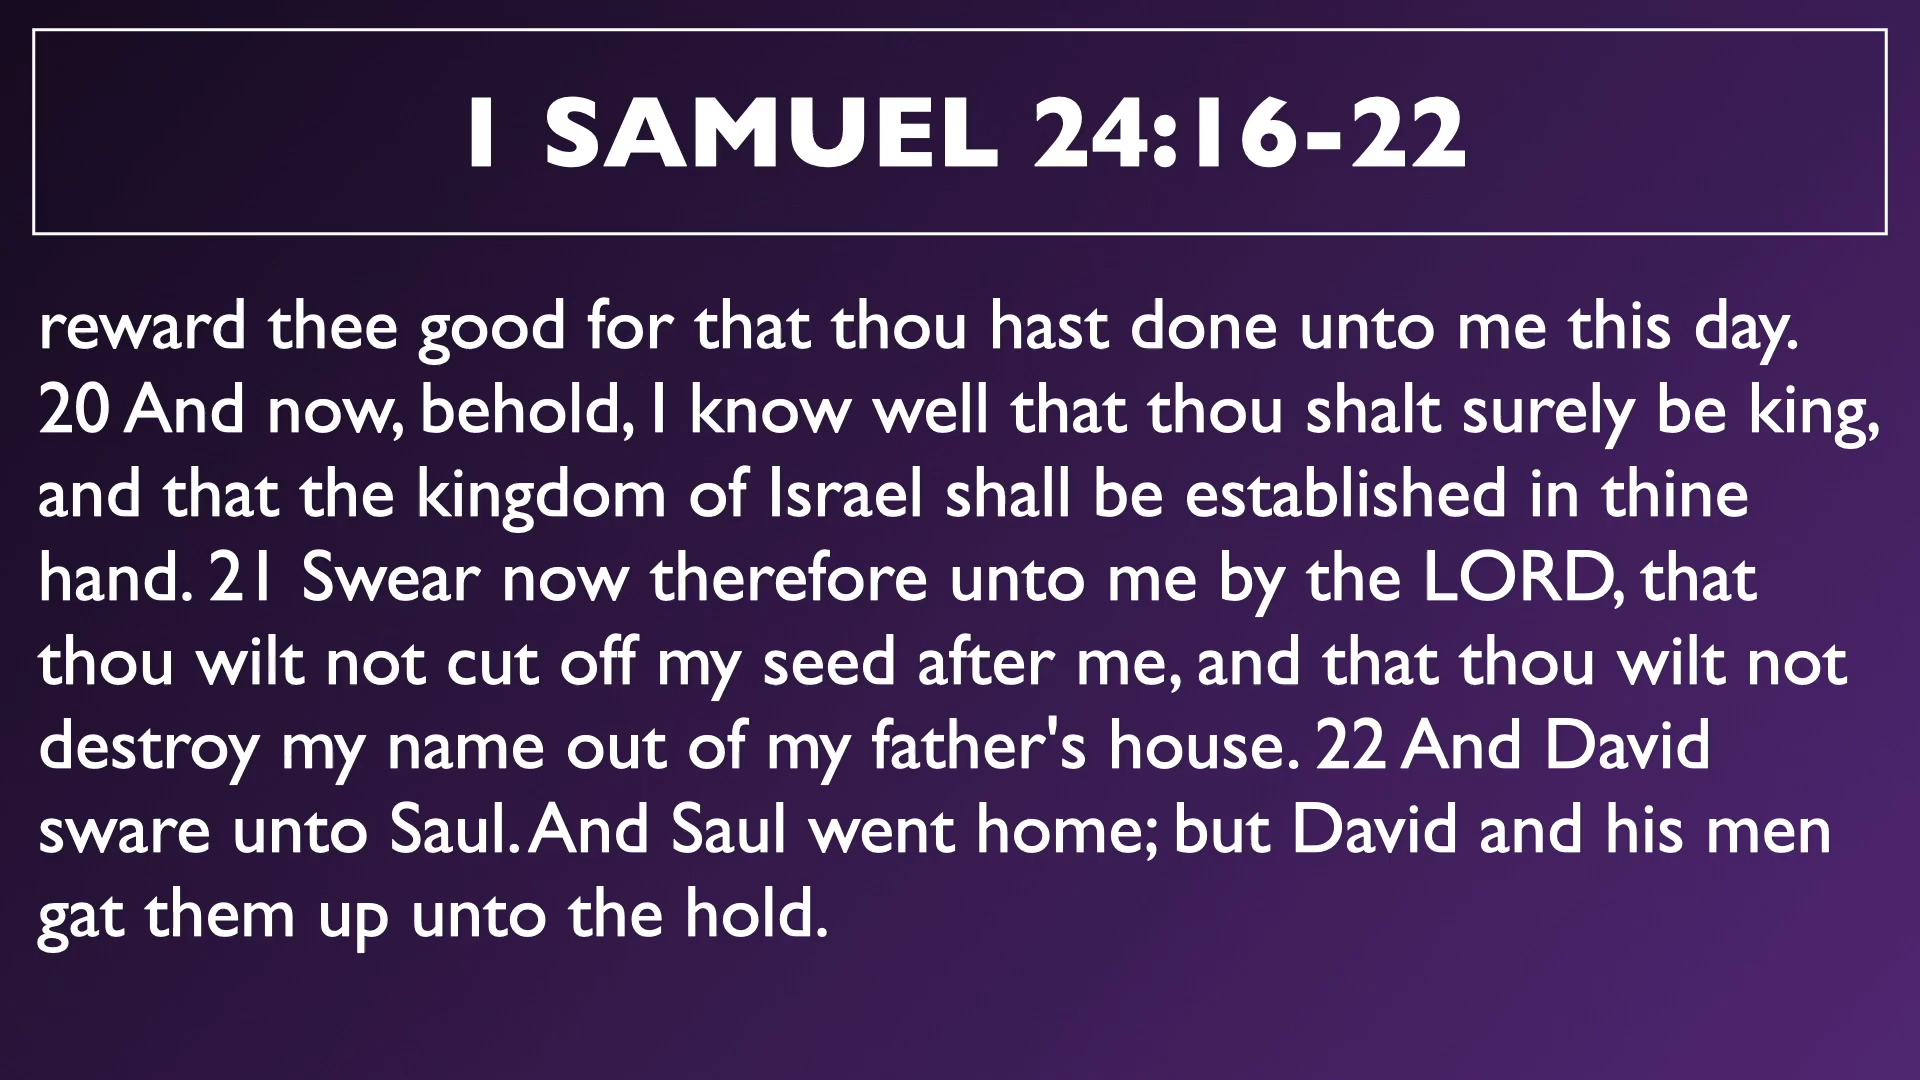 1 SAMUEL 24:16-22
reward thee good for that thou hast done unto me this day.
20 And now, behold, I know well that thou shalt surely be king,
and that the kingdom of Israel shall be established in thine
hand. 21 Swear now therefore unto me by the LORD, that
thou wilt not cut off my seed after me, and that thou wilt not
destroy my name out of my father's house. 22 And David
sware unto Saul. And Saul went home; but David and his men
gat them up unto the hold.